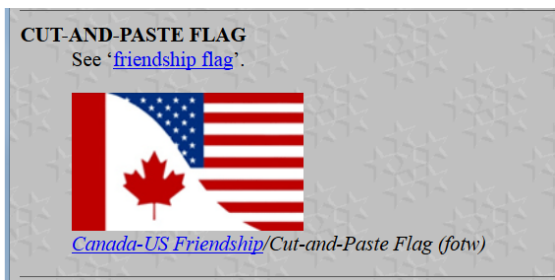 CUT-AND-PASTE FLAG
See ‘friendship flag’.
Canada-US Friendship/Cut-and-Paste Flag (fotw)